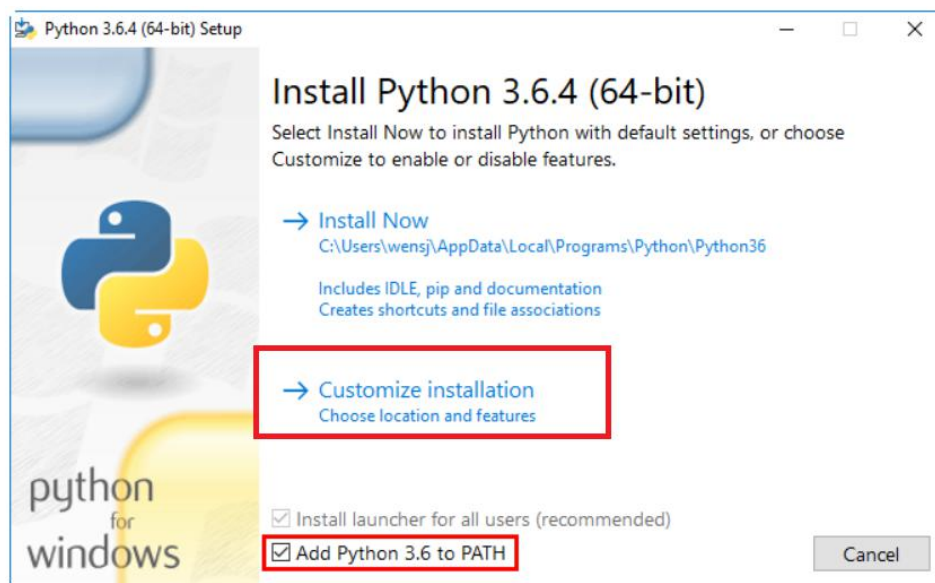 Python 3.6.4 (64-bit) Setup
Install Python 3.6.4 (64-bit)
Select Install Now to install Python with default settings, or choose
Customize to enable or disable features.
Install Now
C:\Users\wensj\AppData\Local\Programs\Python\Python36
Includes IDLE, pip and documentation
Creates shortcuts and file associations
Customize installation
Choose location and features
python
for
windows
Install launcher for all users (recommended)
Add Python 3.6 to PATH
Cancel